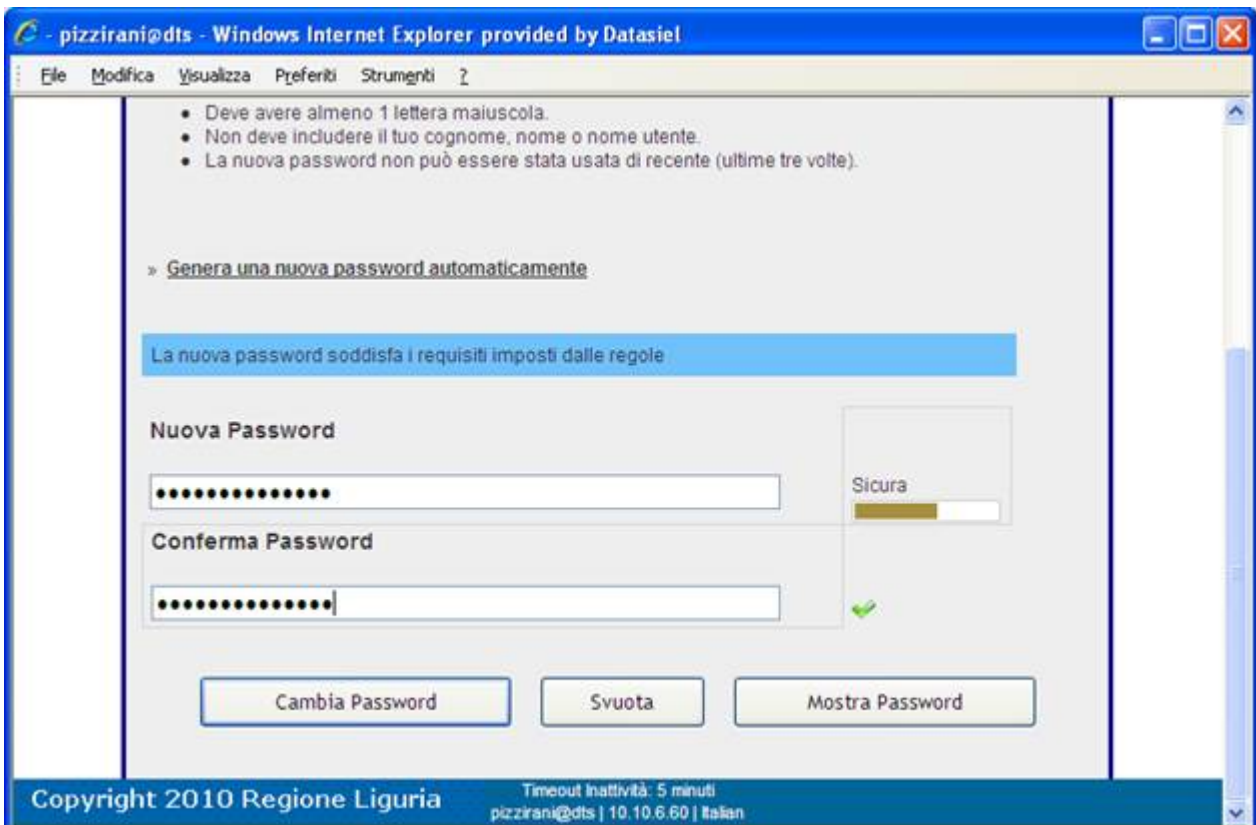 - pizzirani@dts - Windows Internet Explorer provided by Datasiel
File Modifica Visualizza Preferiti Strumenti ?
• Deve avere almeno 1 lettera maiuscola.
• Non deve includere il tuo cognome, nome o nome utente.
• La nuova password non può essere stata usata di recente (ultime tre volte).
» Genera una nuova password automaticamente
La nuova password soddisfa i requisiti imposti dalle regole
Nuova Password
••••••••••••••
Sicura
Conferma Password
••••••••••••••
Cambia Password Svuota Mostra Password
Copyright 2010 Regione Liguria
Timeout Inattività: 5 minuti
pizzirani@dts | 10.10.6.60 | Italian